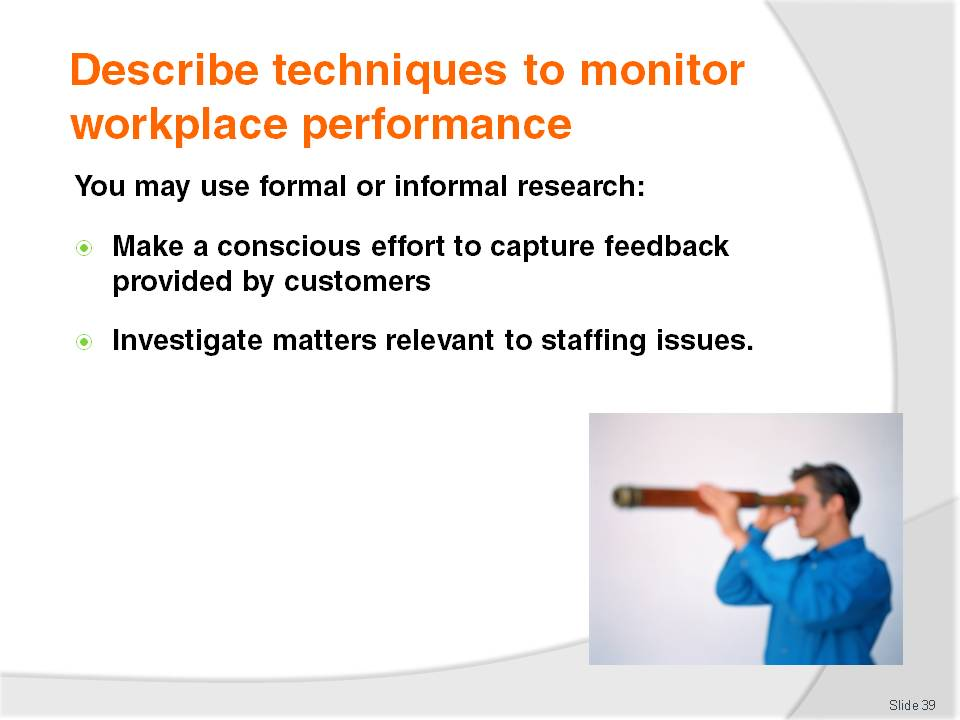 Describe techniques to monitor
workplace performance
You may use formal or informal research:
Make a conscious effort to capture feedback
provided by customers
Investigate matters relevant to staffing issues.
Slide 39